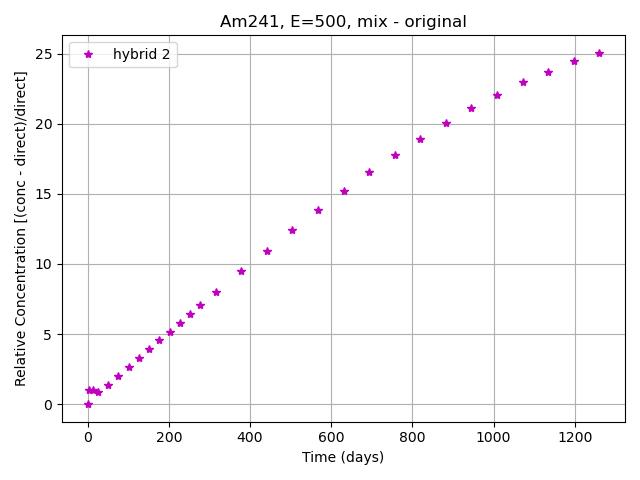 Am241, E=500, mix - original
hybrid 2
Relative Concentration [(conc - direct)/direct]
25
20
15
10
5
0
0 200 400 600 800 1000 1200
Time (days)